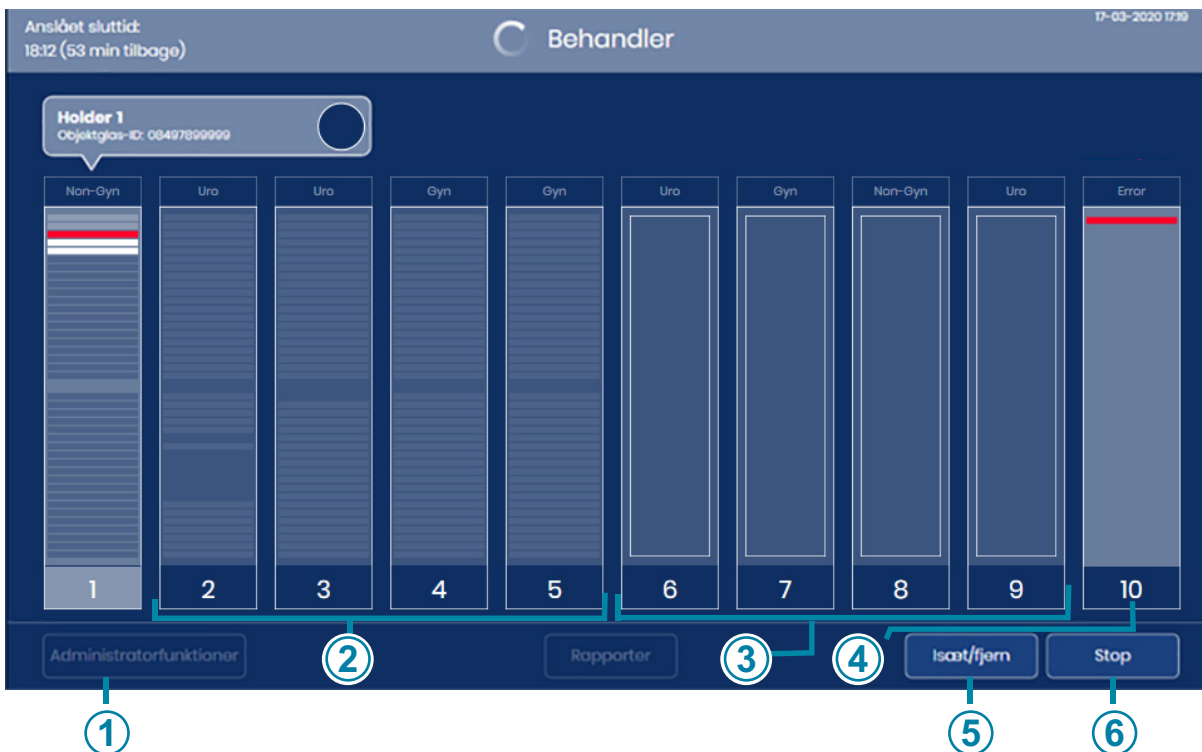 Anslået sluttid:
18:12 (53 min tilbage)
Behandler
17-03-2020 17:19
Holder 1
Objektglas-ID: 08497899999
Non-Gyn Uro Uro Gyn Gyn Uro Gyn Non-Gyn Uro Error
1 2 3 4 5 6 7 8 9 10
Administratorfunktioner Rapporter Isæt/fjern Stop
2 3 4
1 5 6